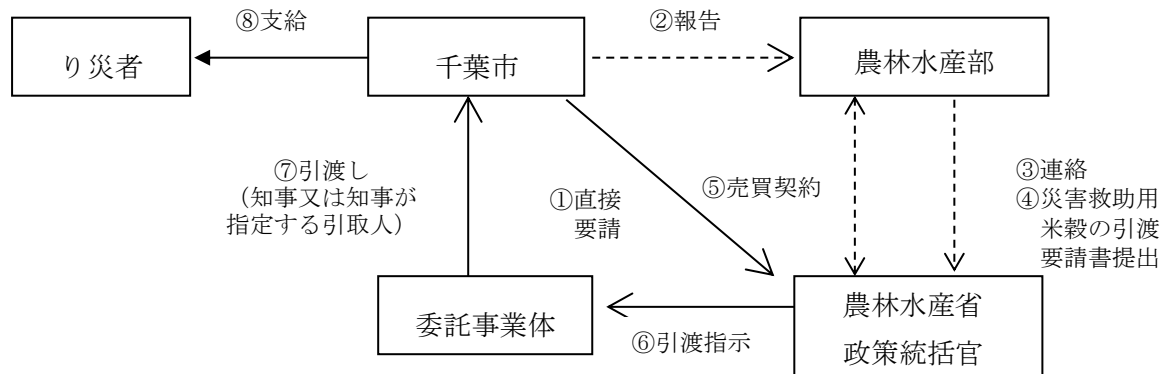 ⑧支給
②報告
り災者
千葉市
農林水産部
⑦引渡し
（知事又は知事が
指定する引取人）
①直接
要請
⑤売買契約
③連絡
④災害救助用
米穀の引渡
要請書提出
委託事業体
⑥引渡指示
農林水産省
政策統括官